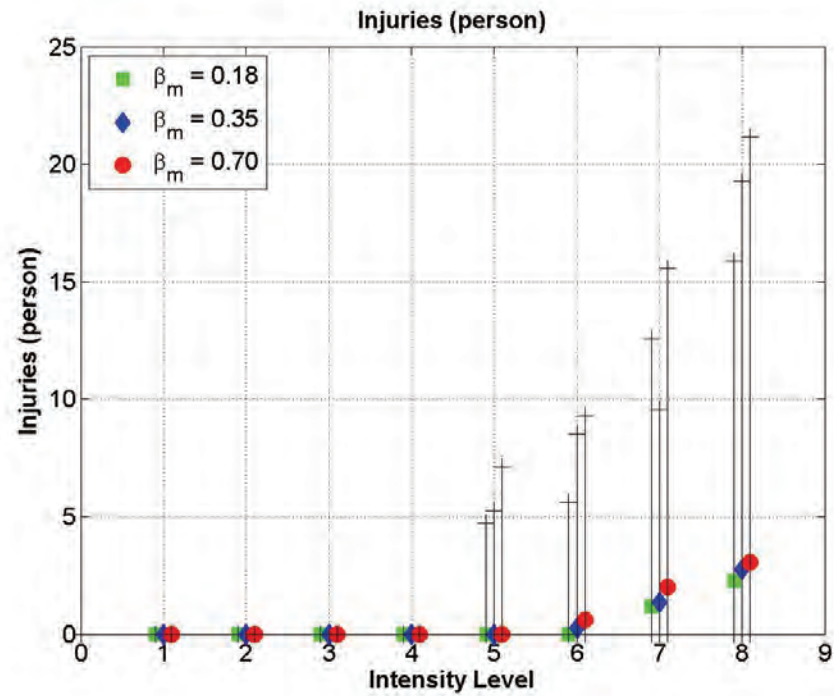 Injuries (person)
25
20
15
10
5
0
βm = 0.18
βm = 0.35
βm = 0.70
Injuries (person)
0 1 2 3 4 5 6 7 8 9
Intensity Level